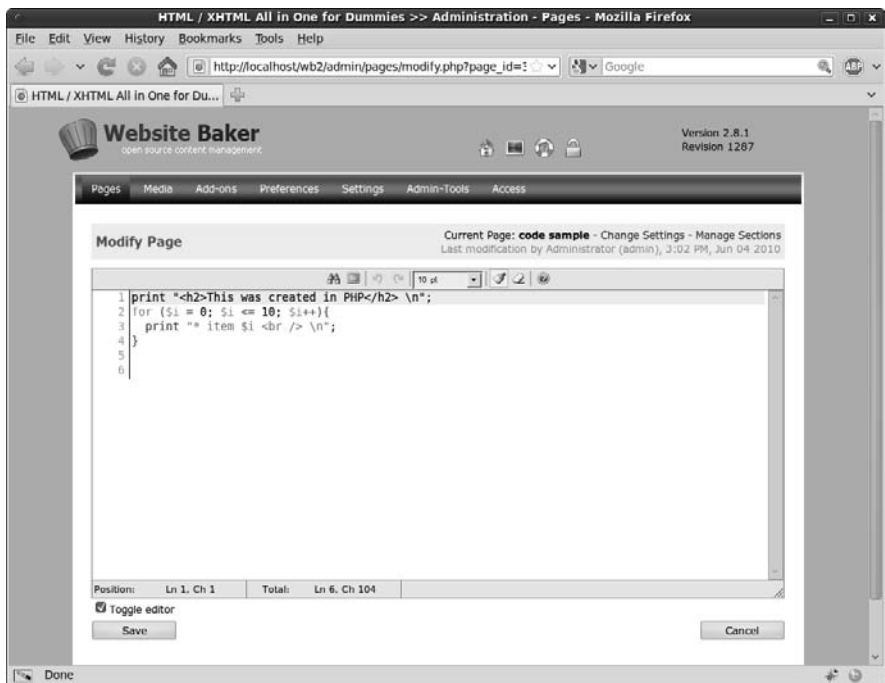 HTML / XHTML All in One for Dummies >> Administration - Pages - Mozilla Firefox
File Edit View History Bookmarks Tools Help
http://localhost/wb2/admin/pages/modify.php?page_id=3 Google ABP
HTML / XHTML All in One for Du...
Website Baker
open source content management
Version 2.8.1
Revision 1287
Pages Media Add-ons Preferences Settings Admin-Tools Access
Modify Page
Current Page: code sample - Change Settings - Manage Sections
Last modification by Administrator (admin), 3:02 PM, Jun 04 2010
10 pt
1 print "<h2>This was created in PHP</h2> \n";
2 for ($i = 0; $i <= 10; $i++){
3 print "* item $i <br /> \n";
4 }
5
6
Position: Ln 1, Ch 1 Total: Ln 6, Ch 104
Toggle editor
Save Cancel
Done